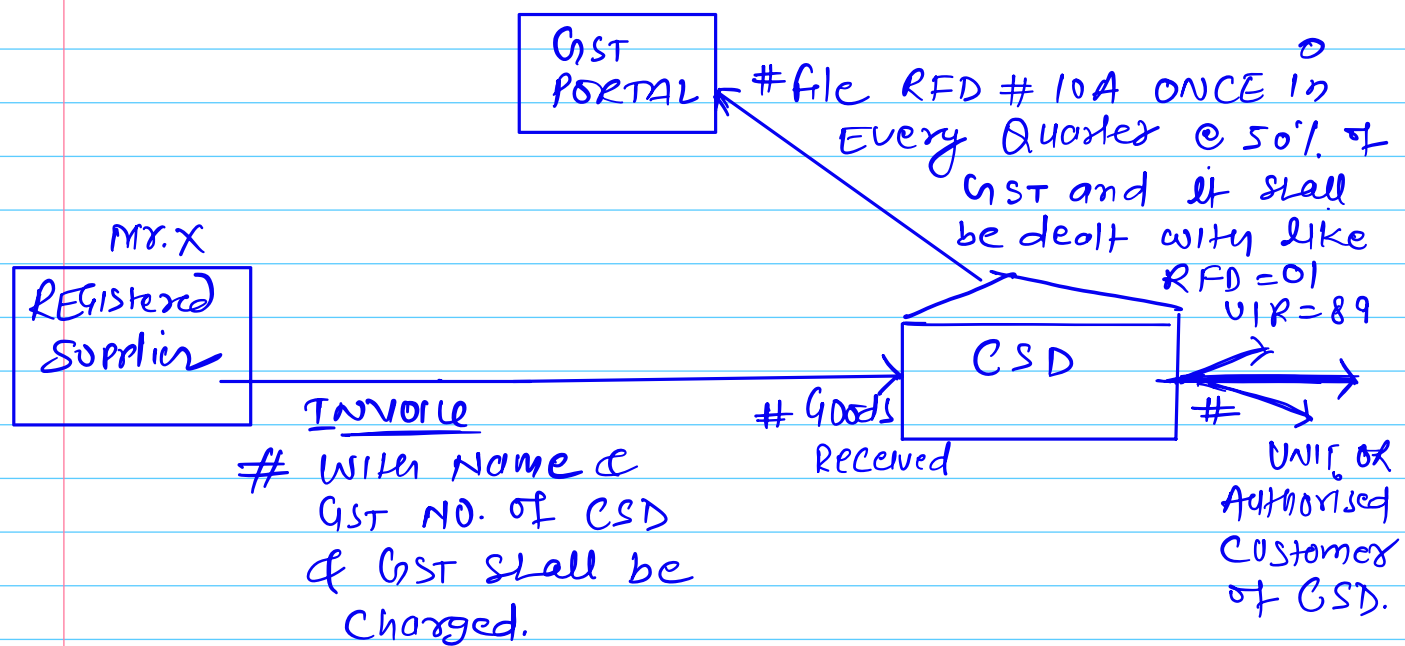 GST
PORTAL
# file RFD # 10A ONCE in
Every Quarter @ 50% of
GST and it shall
be dealt with like
RFD = 01
UIR = 89
Mr. X
REGistered
Supplier
INVOICE
# With Name &
GST NO. of CSD
& GST shall be
Charged.
# Goods
Received
CSD
#
UNIT OR
Authorised
Customer
of CSD.